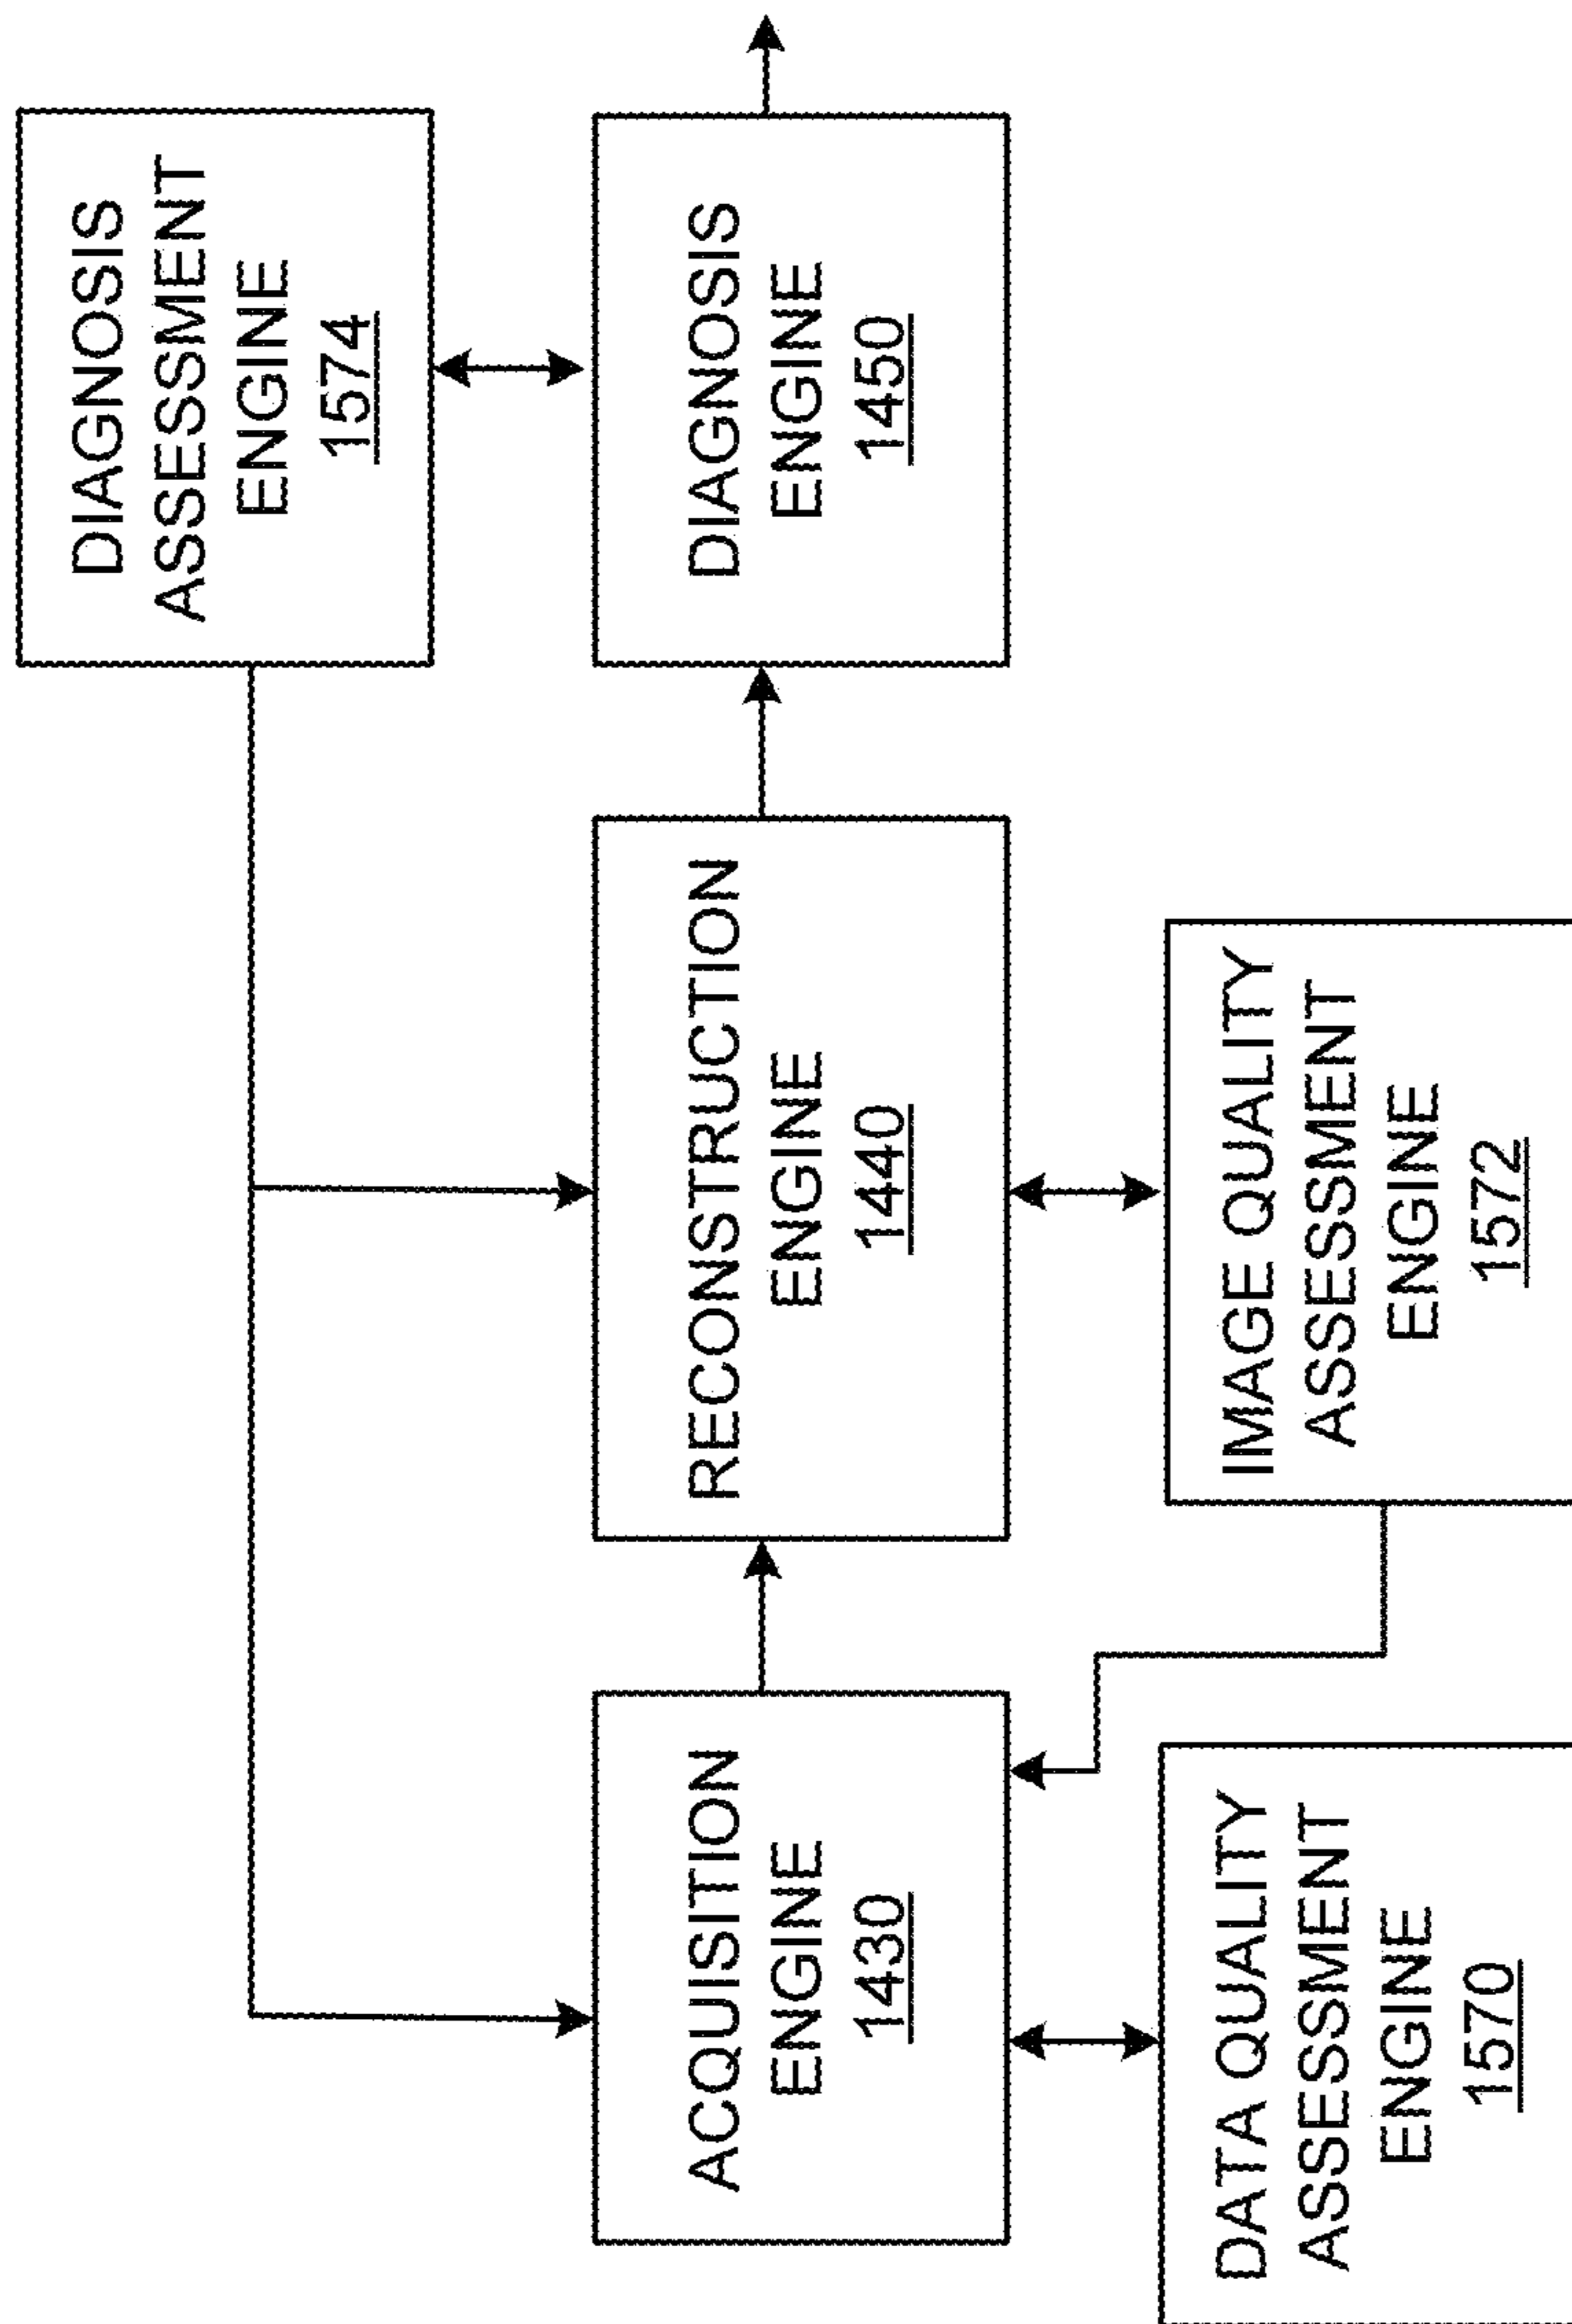 DIAGNOSIS
ASSESSMENT
ENGINE
1574
ACQUISITION
ENGINE
1430
RECONSTRUCTION
ENGINE
1440
DIAGNOSIS
ENGINE
1450
DATA QUALITY
ASSESSMENT
ENGINE
1570
IMAGE QUALITY
ASSESSMENT
ENGINE
1572